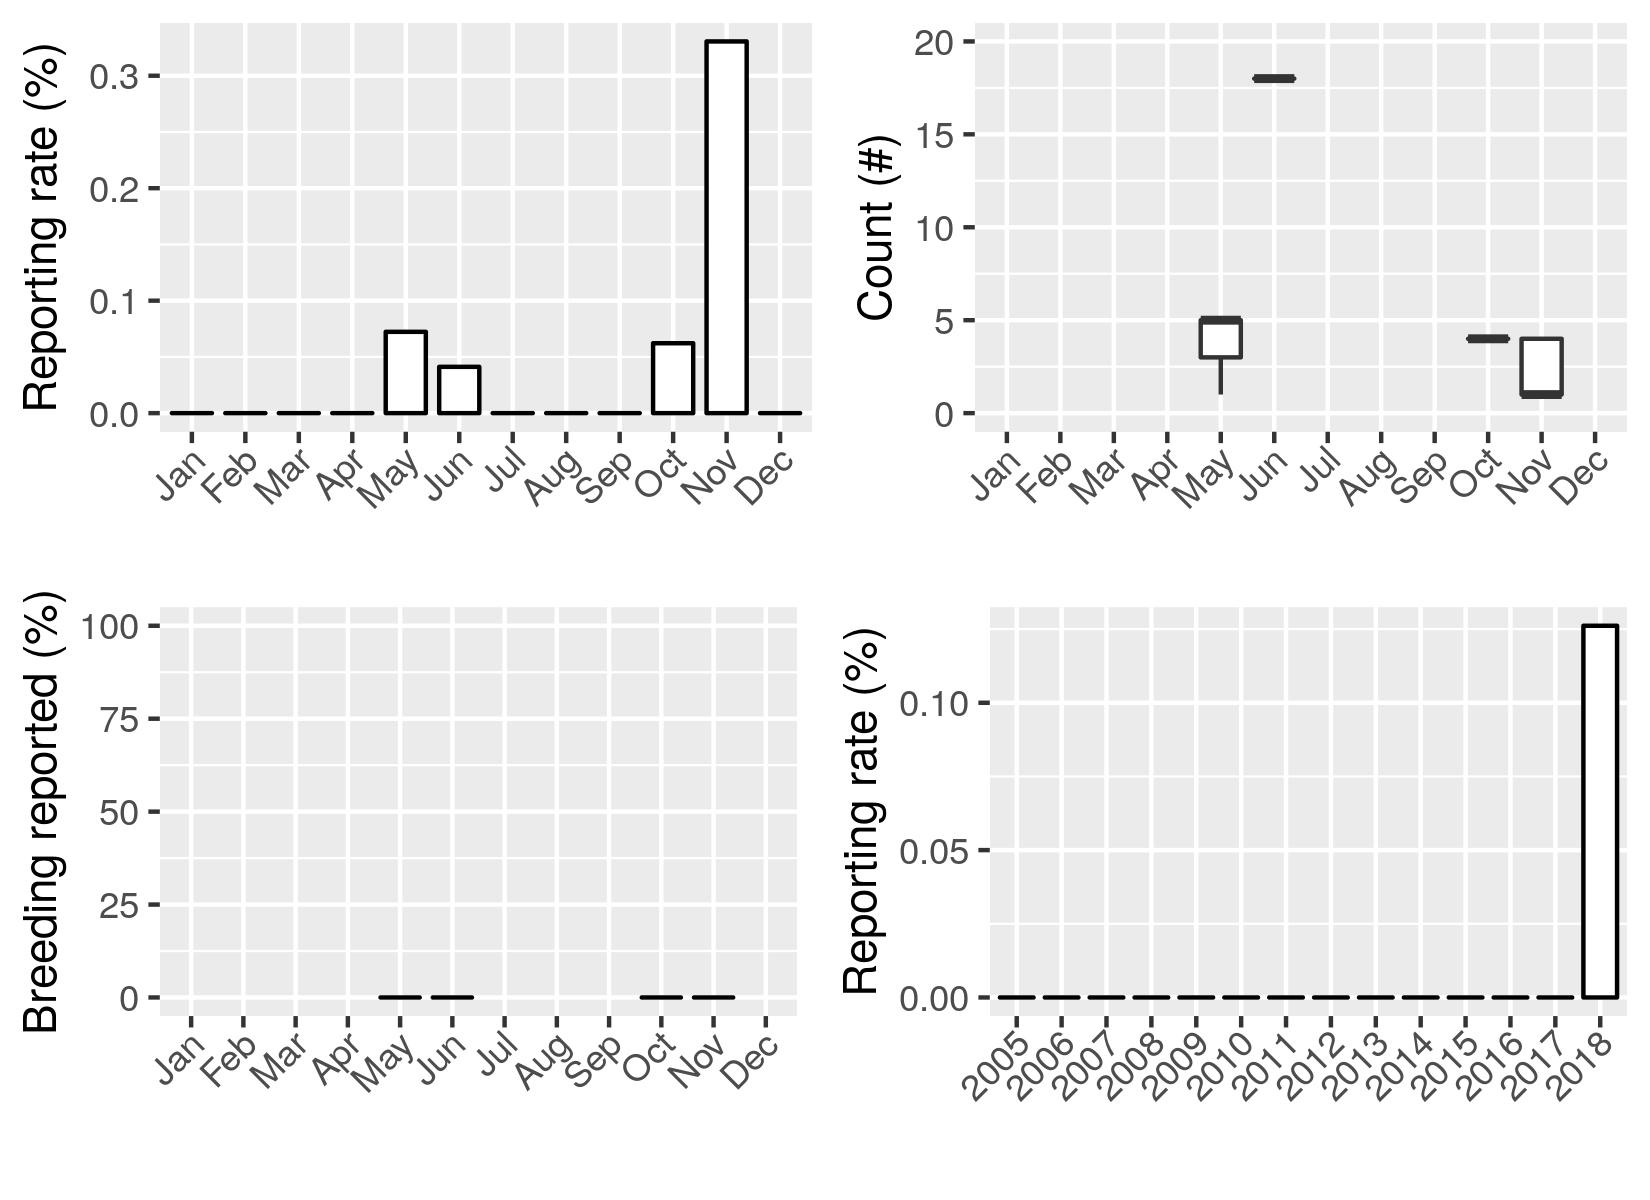 Reporting rate (%)
0.3
0.2
0.1
0.0
Jan Feb Mar Apr May Jun Jul Aug Sep Oct Nov Dec
Count (#)
20
15
10
5
0
Jan Feb Mar Apr May Jun Jul Aug Sep Oct Nov Dec
Breeding reported (%)
100
75
50
25
0
Jan Feb Mar Apr May Jun Jul Aug Sep Oct Nov Dec
Reporting rate (%)
0.10
0.05
0.00
2005 2006 2007 2008 2009 2010 2011 2012 2013 2014 2015 2016 2017 2018